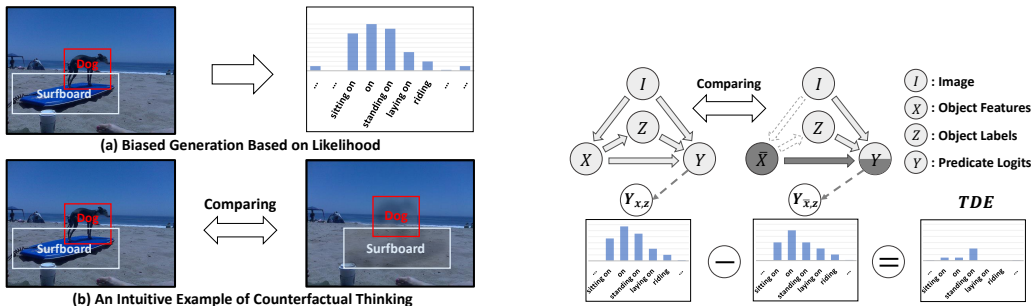 Dog
Surfboard
... ... sitting on on standing on laying on riding ... ...
(a) Biased Generation Based on Likelihood
Dog
Surfboard
Comparing
Dog
Surfboard
(b) An Intuitive Example of Counterfactual Thinking
I
Z
X
Y
Comparing
I
Z
X̄
Y
I : Image
X : Object Features
Z : Object Labels
Y : Predicate Logits
Yx,z
Yx̄,z
TDE
... sitting on on standing on laying on riding ...
−
... sitting on on standing on laying on riding ...
=
... sitting on on standing on laying on riding ...